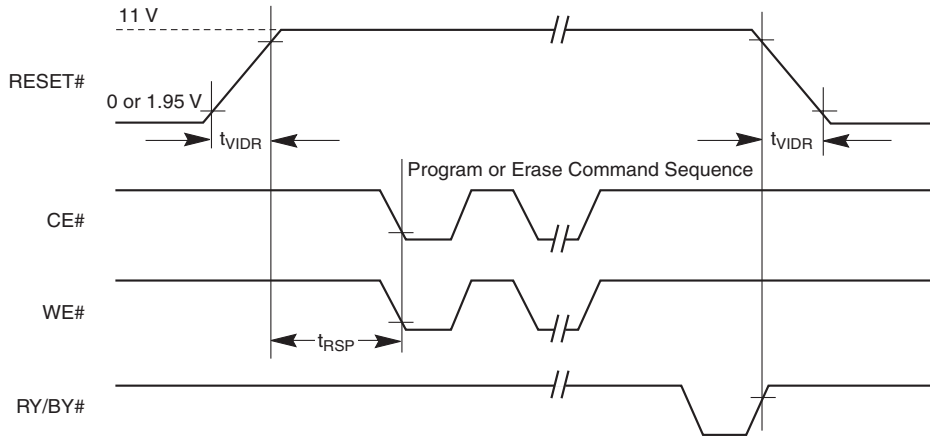 11 V
RESET#
0 or 1.95 V
tVIDR
tVIDR
Program or Erase Command Sequence
CE#
WE#
tRSP
RY/BY#